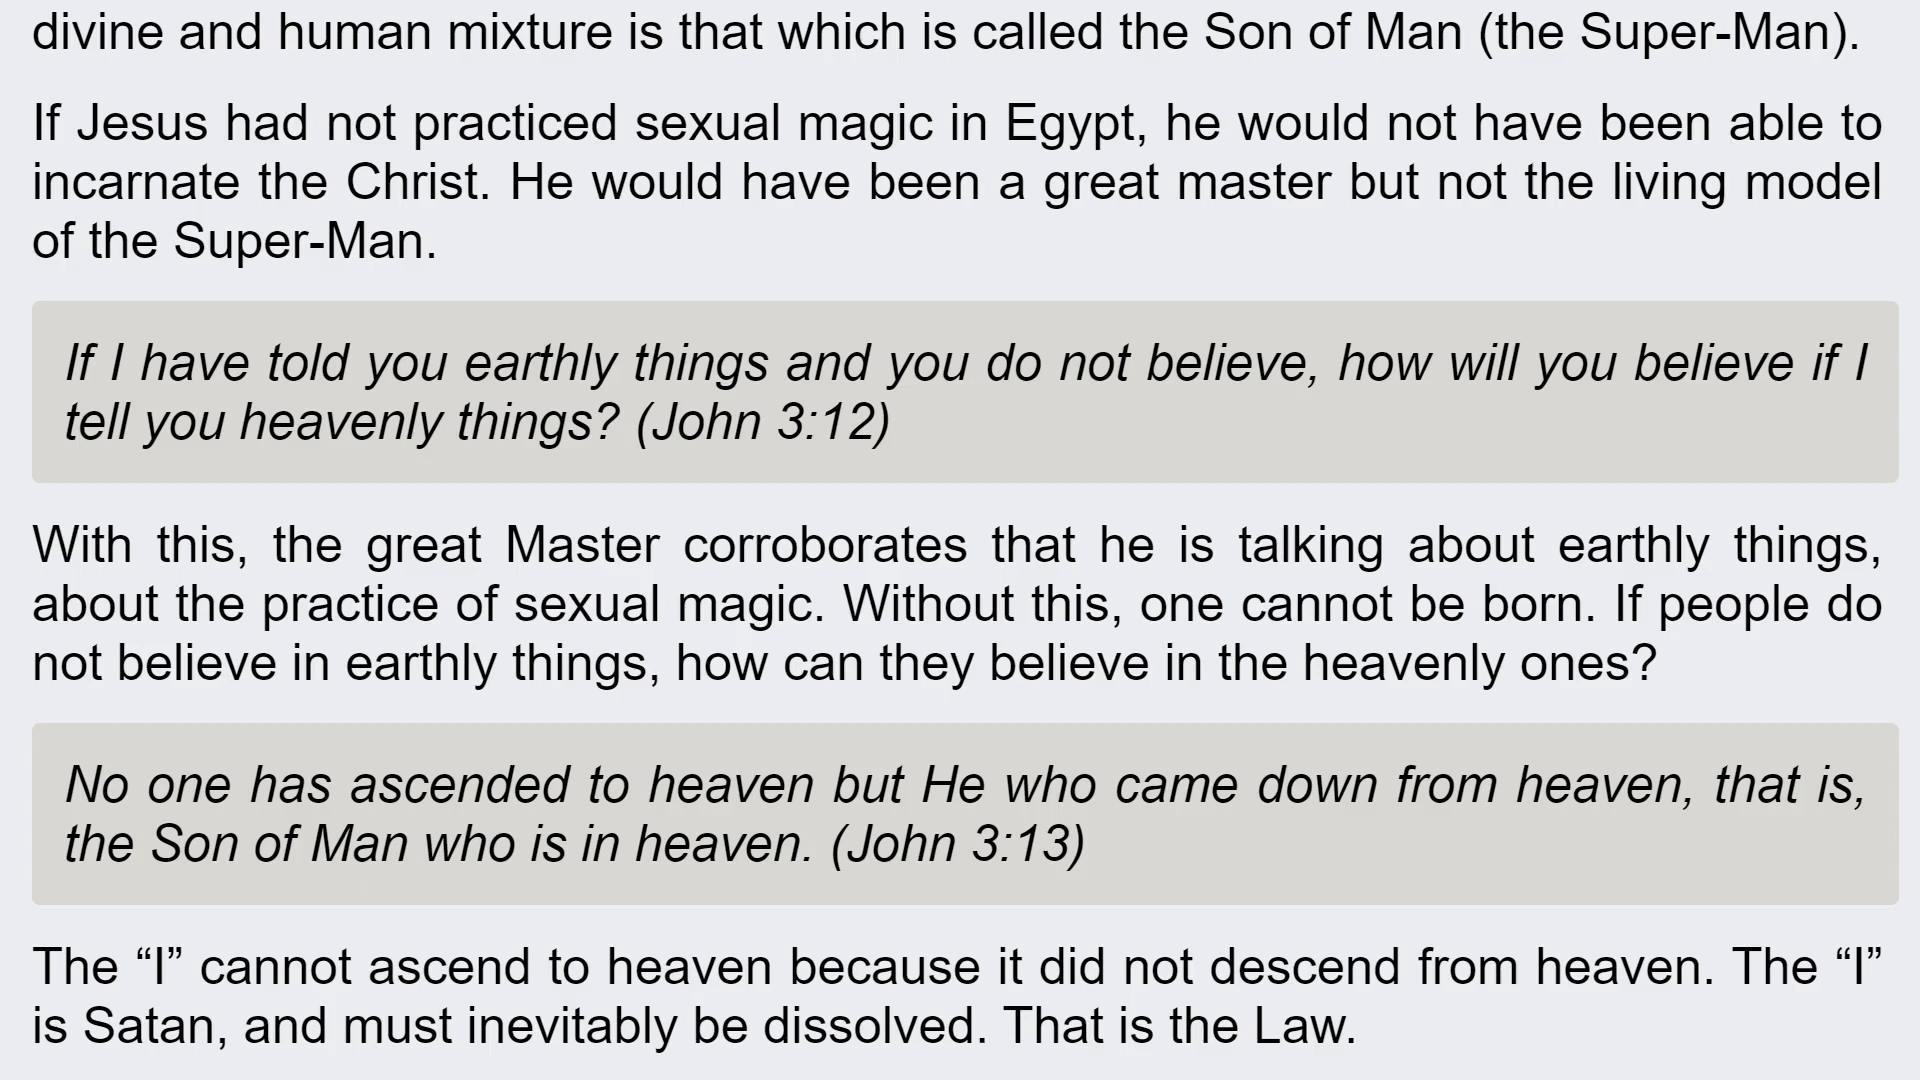 divine and human mixture is that which is called the Son of Man (the Super-Man).
If Jesus had not practiced sexual magic in Egypt, he would not have been able to
incarnate the Christ. He would have been a great master but not the living model
of the Super-Man.
If I have told you earthly things and you do not believe, how will you believe if I
tell you heavenly things? (John 3:12)
With this, the great Master corroborates that he is talking about earthly things,
about the practice of sexual magic. Without this, one cannot be born. If people do
not believe in earthly things, how can they believe in the heavenly ones?
No one has ascended to heaven but He who came down from heaven, that is,
the Son of Man who is in heaven. (John 3:13)
The “I” cannot ascend to heaven because it did not descend from heaven. The “I”
is Satan, and must inevitably be dissolved. That is the Law.